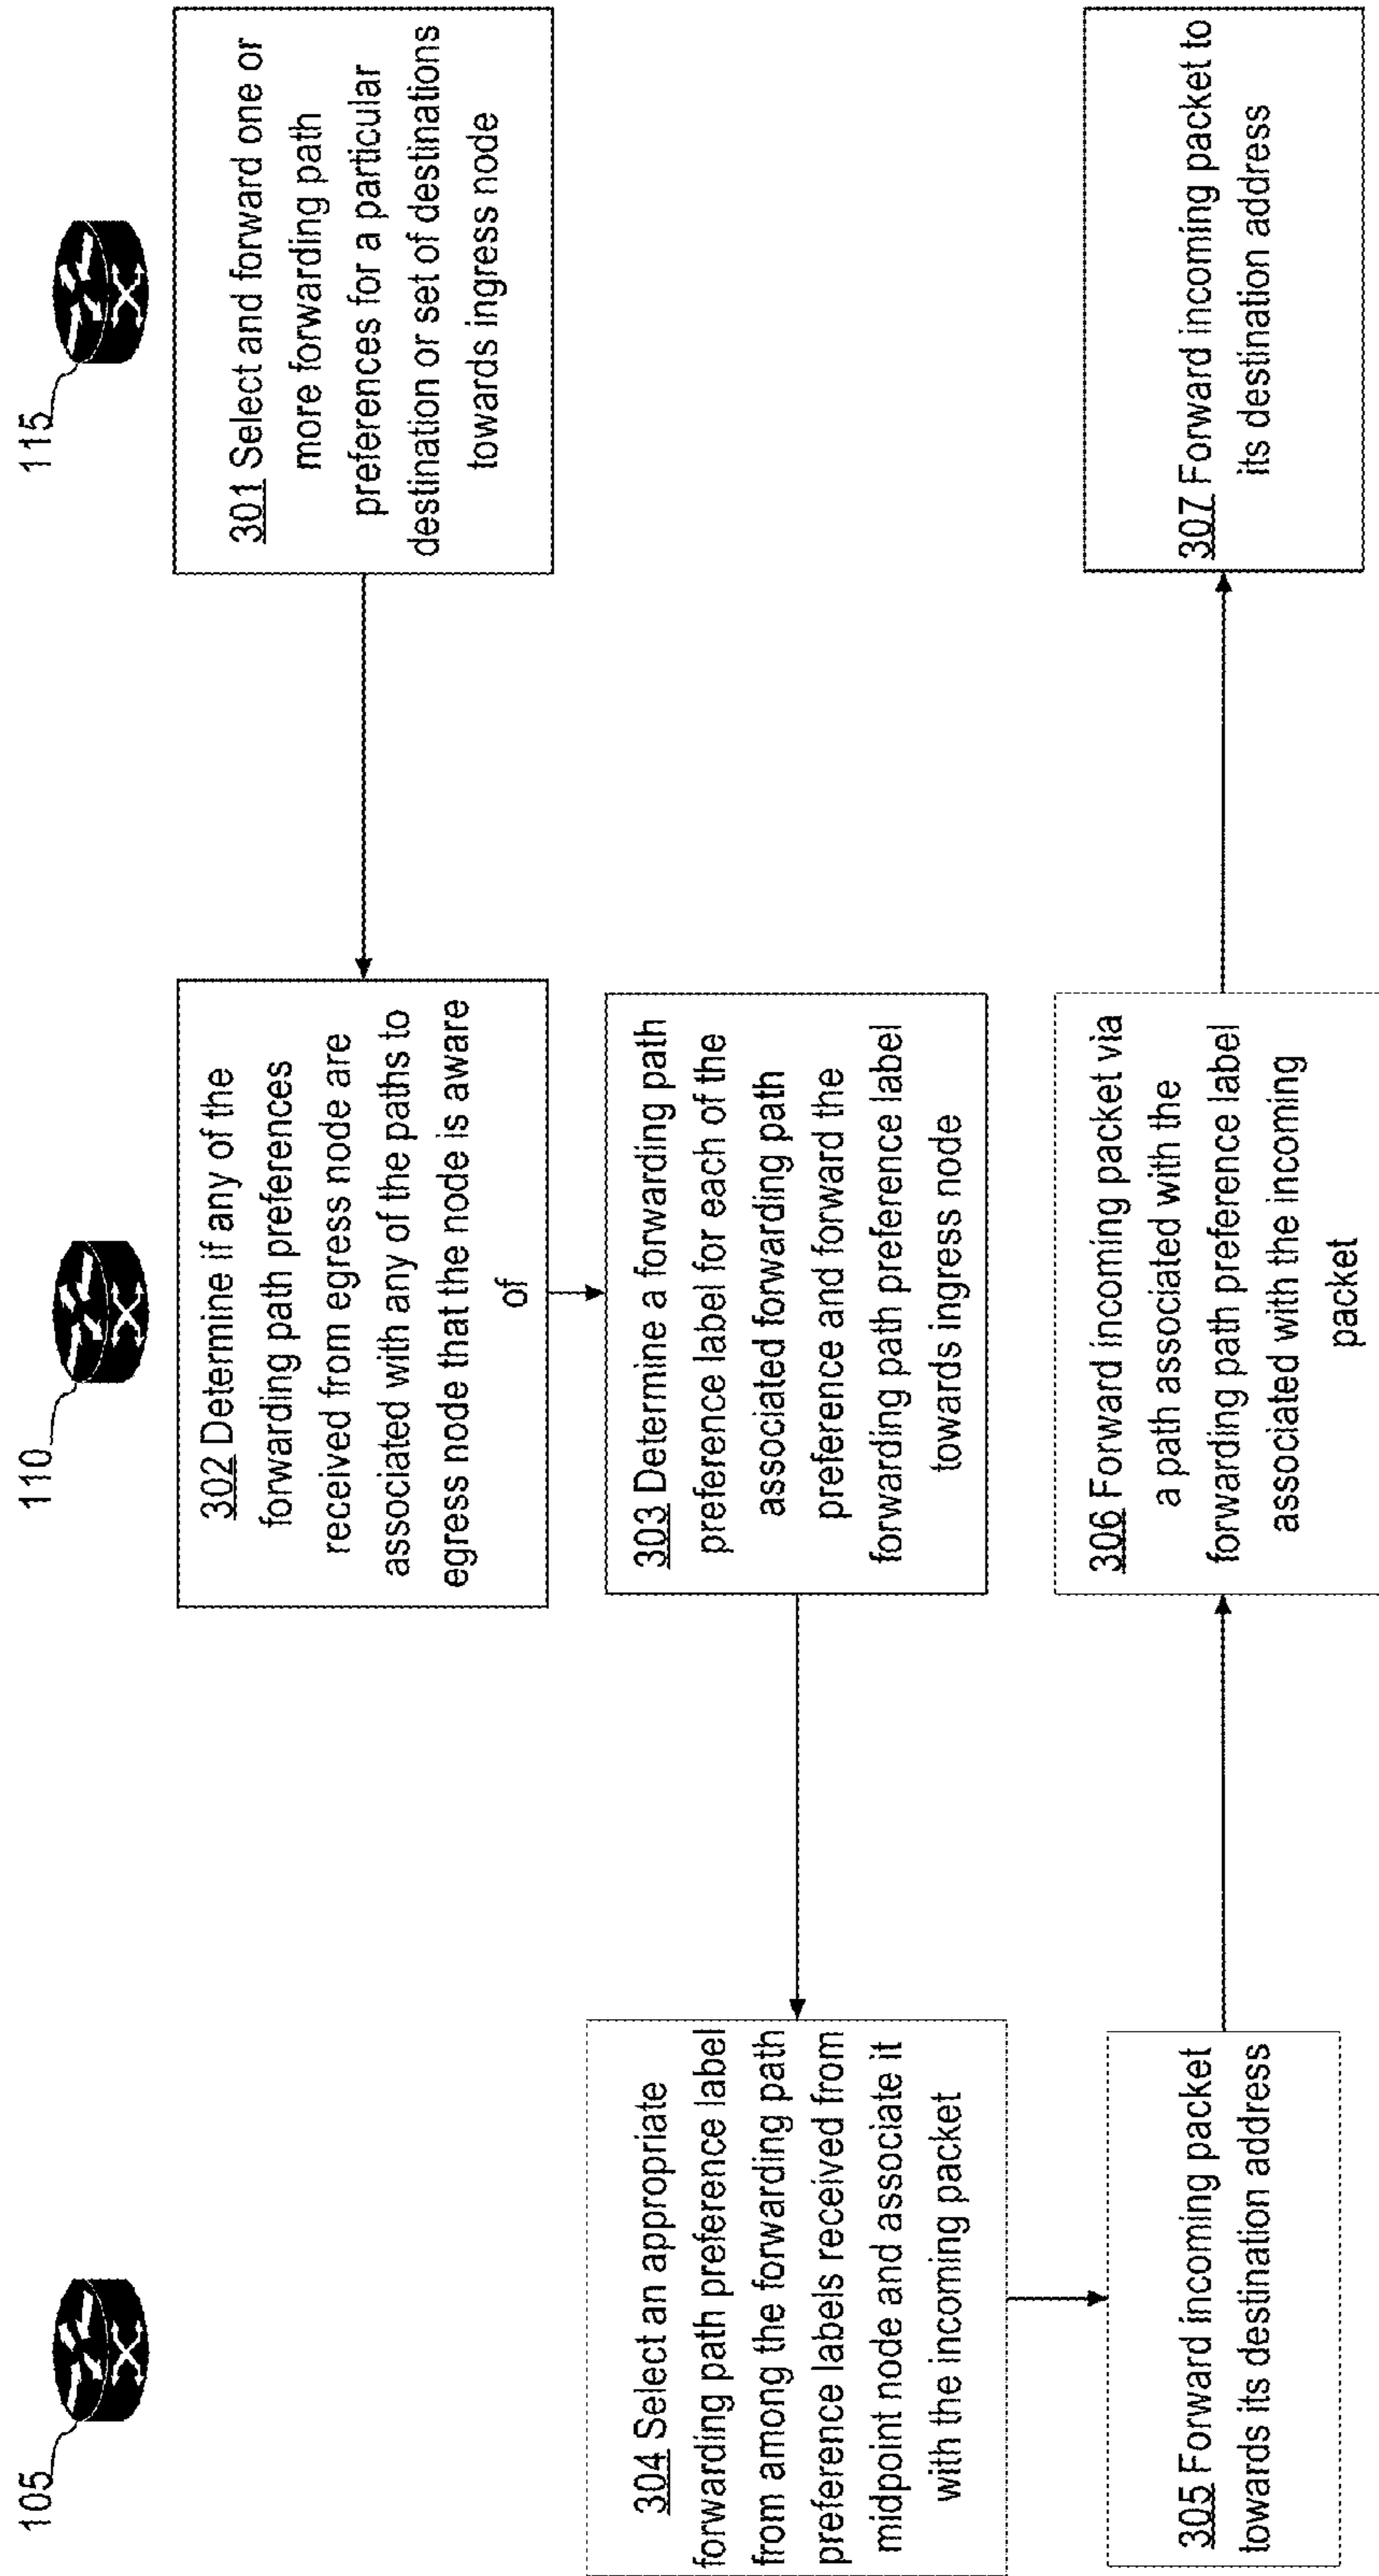 105
110
115
301 Select and forward one or
more forwarding path
preferences for a particular
destination or set of destinations
towards ingress node
302 Determine if any of the
forwarding path preferences
received from egress node are
associated with any of the paths to
egress node that the node is aware
of
303 Determine a forwarding path
preference label for each of the
associated forwarding path
preference and forward the
forwarding path preference label
towards ingress node
304 Select an appropriate
forwarding path preference label
from among the forwarding path
preference labels received from
midpoint node and associate it
with the incoming packet
305 Forward incoming packet
towards its destination address
306 Forward incoming packet via
a path associated with the
forwarding path preference label
associated with the incoming
packet
307 Forward incoming packet to
its destination address